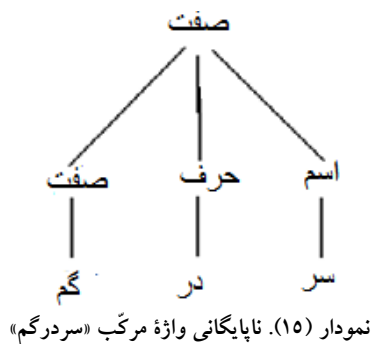 صفت
اسم حرف صفت
سر در گم
نمودار (۱۵). ناپایگانی واژهٔ مرکّب «سردرگم»